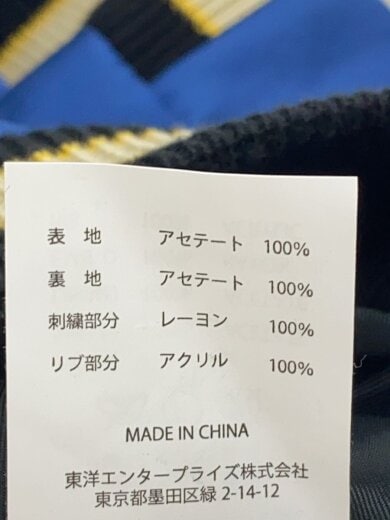 表 地 アセテート 100%
裏 地 アセテート 100%
刺繍部分 レーヨン 100%
リブ部分 アクリル 100%
MADE IN CHINA
東洋エンタープライズ株式会社
東京都墨田区緑 2-14-12